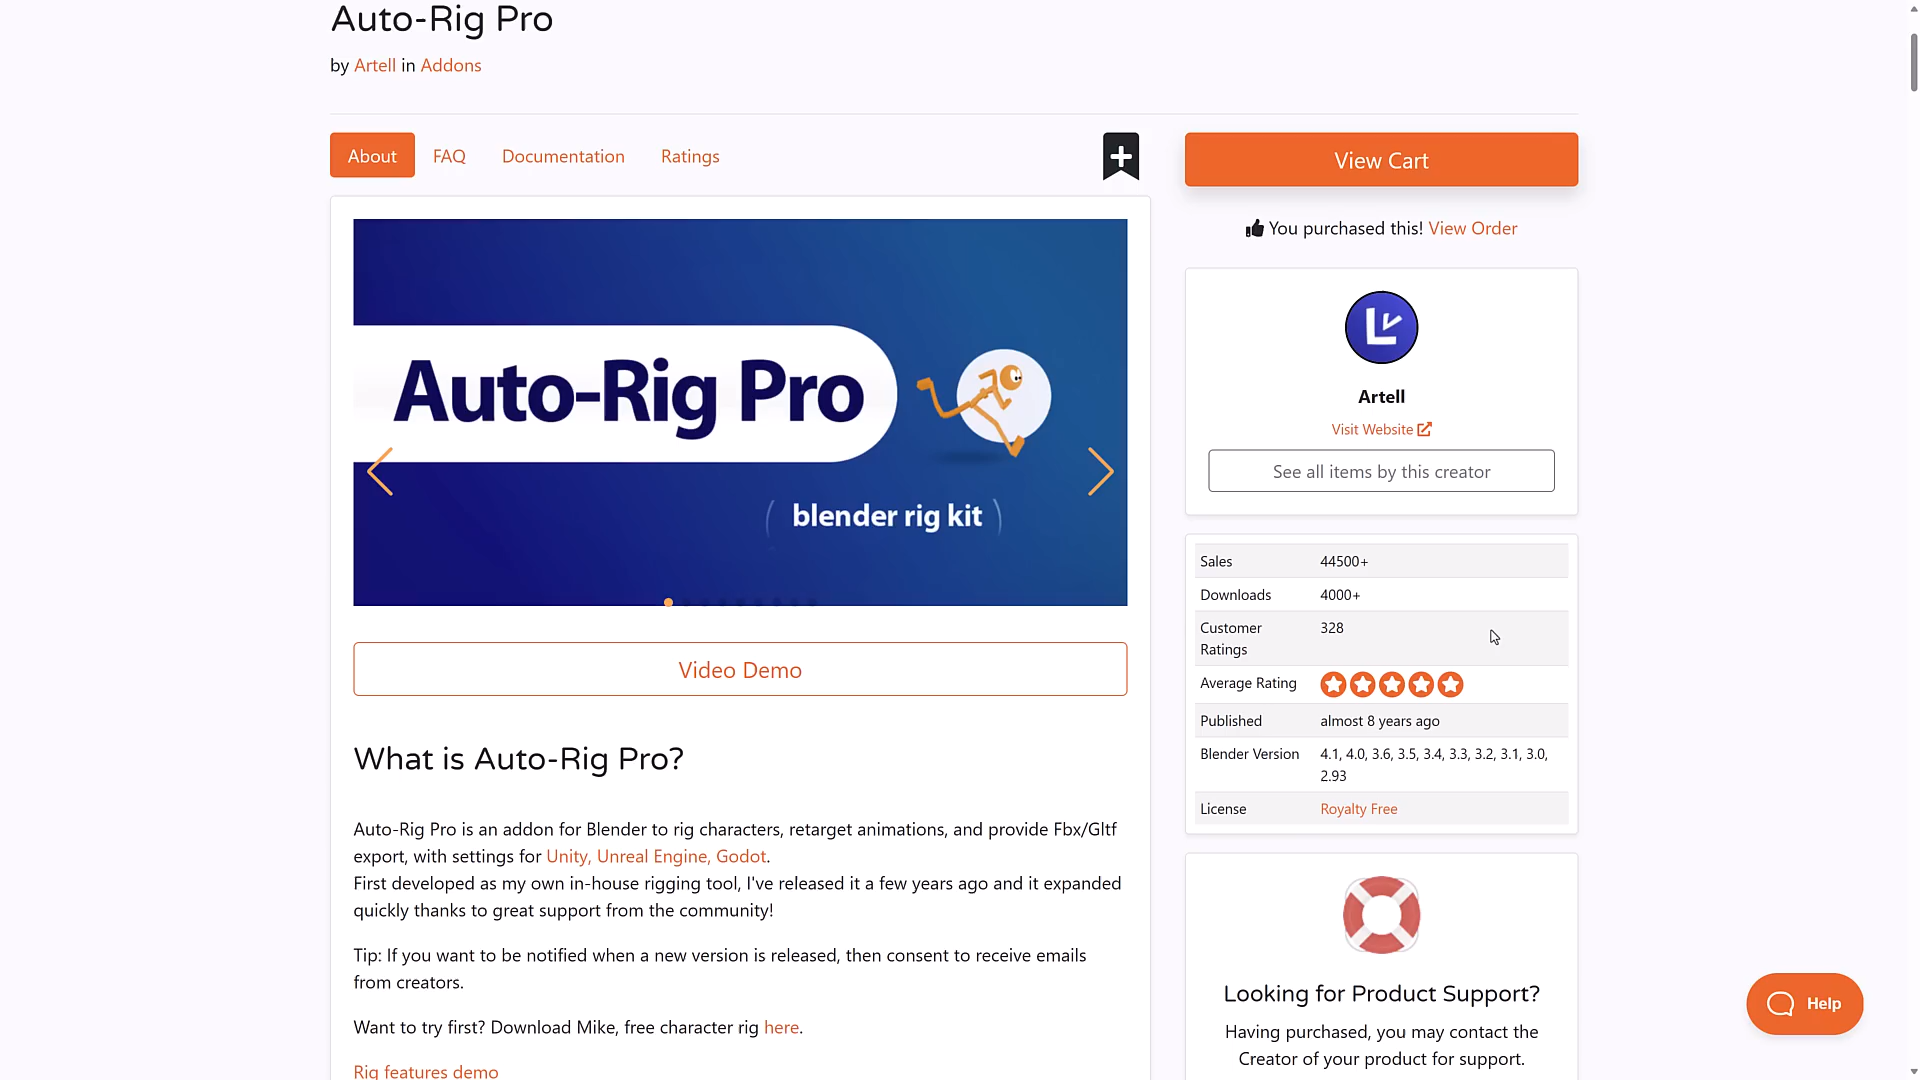 Auto-Rig Pro
by Artell in Addons
About
FAQ
Documentation
Ratings
View Cart
You purchased this! View Order
Auto-Rig Pro
blender rig kit
Artell
Visit Website
See all items by this creator
Sales 44500+
Downloads 4000+
Customer 328
Ratings
Average Rating
Published almost 8 years ago
Blender Version 4.1, 4.0, 3.6, 3.5, 3.4, 3.3, 3.2, 3.1, 3.0,
2.93
License Royalty Free
Video Demo
What is Auto-Rig Pro?
Auto-Rig Pro is an addon for Blender to rig characters, retarget animations, and provide Fbx/Gltf
export, with settings for Unity, Unreal Engine, Godot.
First developed as my own in-house rigging tool, I've released it a few years ago and it expanded
quickly thanks to great support from the community!
Tip: If you want to be notified when a new version is released, then consent to receive emails
from creators.
Want to try first? Download Mike, free character rig here.
Rig features demo
Looking for Product Support?
Having purchased, you may contact the
Creator of your product for support.
Help